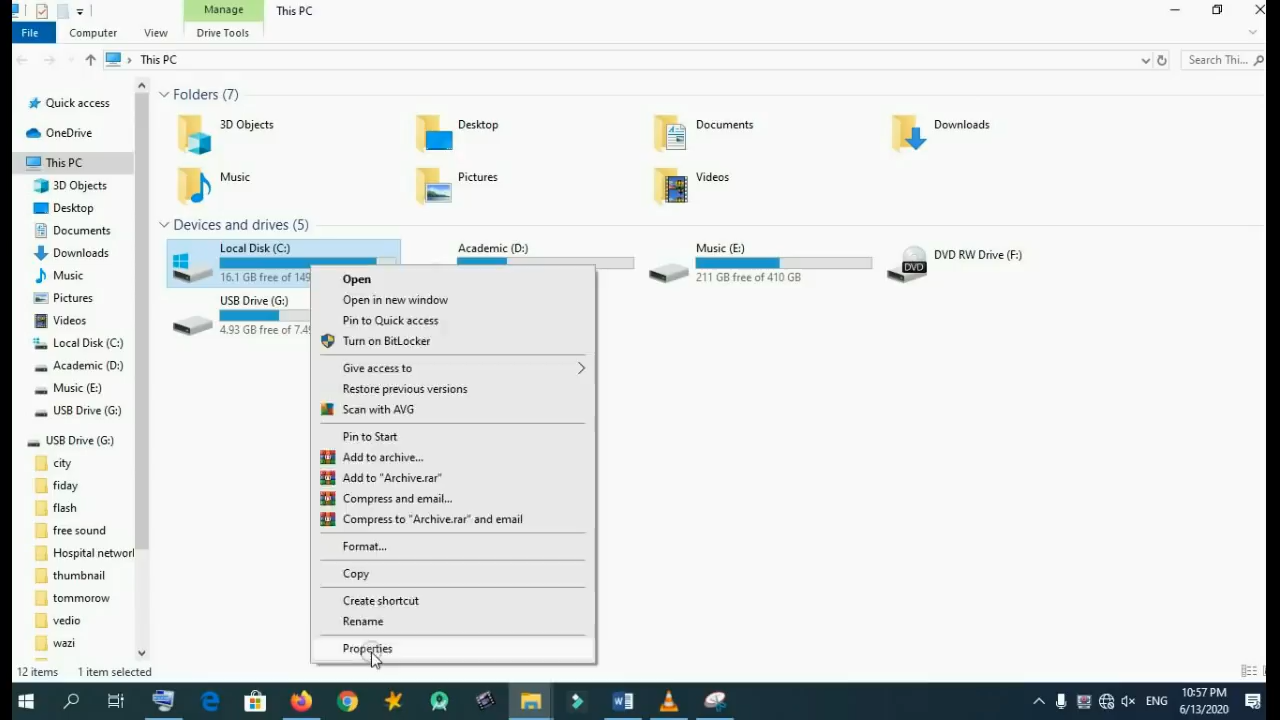 Manage
This PC
File
Computer
View
Drive Tools
This PC
Search Thi...
Quick access
OneDrive
This PC
3D Objects
Desktop
Documents
Downloads
Music
Pictures
Videos
Local Disk (C:)
Academic (D:)
Music (E:)
USB Drive (G:)
USB Drive (G:)
city
fiday
flash
free sound
Hospital networ
thumbnail
tommorow
vedio
wazi
Folders (7)
3D Objects
Desktop
Documents
Downloads
Music
Pictures
Videos
Devices and drives (5)
Local Disk (C:)
16.1 GB free of 149
Academic (D:)
Music (E:)
211 GB free of 410 GB
DVD
DVD RW Drive (F:)
USB Drive (G:)
4.93 GB free of 7.49
Open
Open in new window
Pin to Quick access
Turn on BitLocker
Give access to
Restore previous versions
Scan with AVG
Pin to Start
Add to archive...
Add to "Archive.rar"
Compress and email...
Compress to "Archive.rar" and email
Format...
Copy
Create shortcut
Rename
Properties
12 items
1 item selected
ENG
10:57 PM
6/13/2020